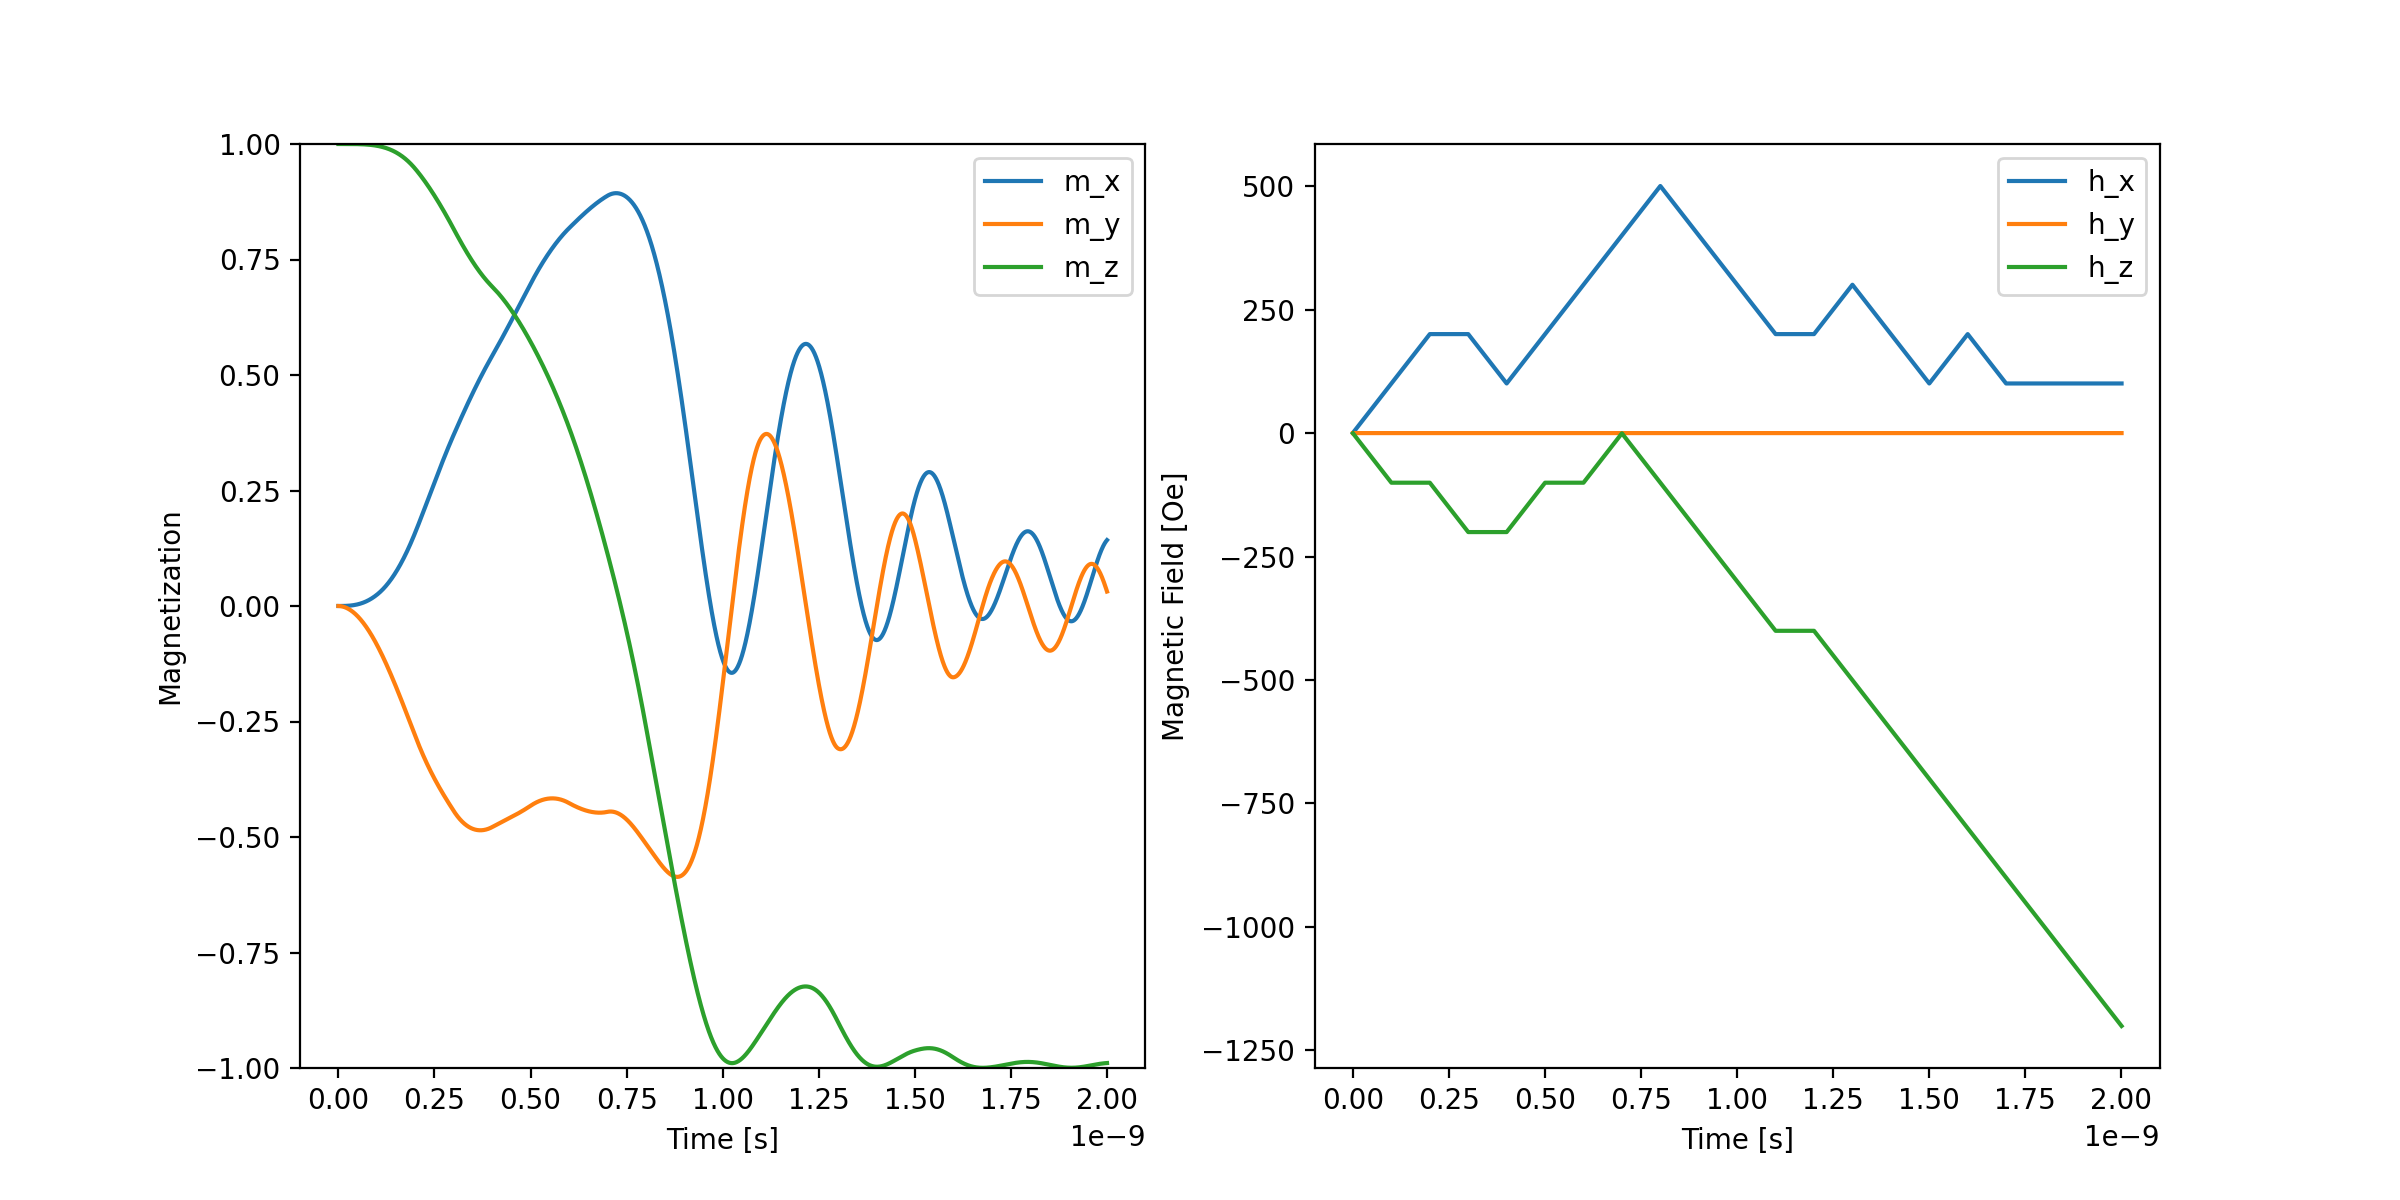 1.00
0.75
0.50
0.25
0.00
−0.25
−0.50
−0.75
−1.00
Magnetization
m_x
m_y
m_z
0.00 0.25 0.50 0.75 1.00 1.25 1.50 1.75 2.00
Time [s]
1e−9
500
250
0
−250
−500
−750
−1000
−1250
Magnetic Field [Oe]
h_x
h_y
h_z
0.00 0.25 0.50 0.75 1.00 1.25 1.50 1.75 2.00
Time [s]
1e−9